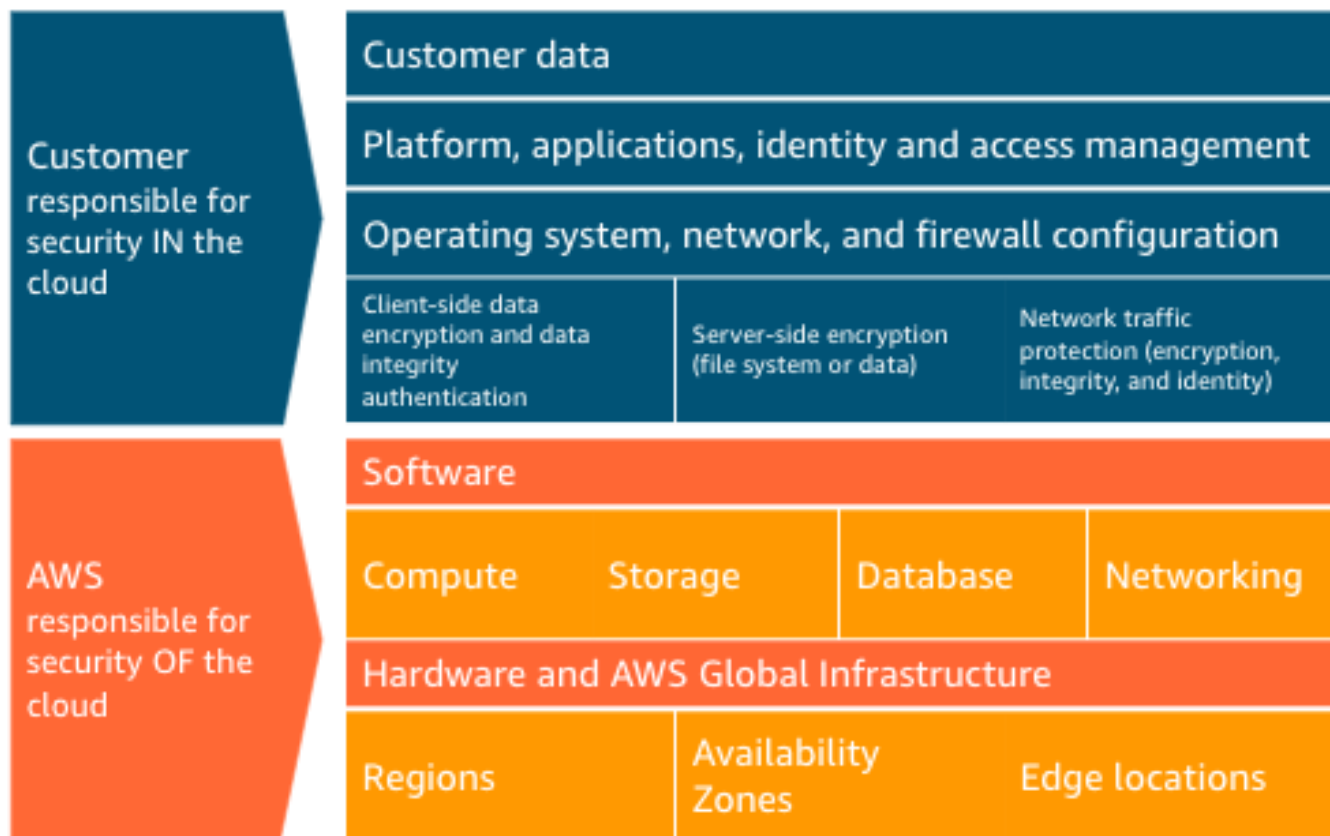 Customer
responsible for
security IN the
cloud
Customer data
Platform, applications, identity and access management
Operating system, network, and firewall configuration
Client-side data
encryption and data
integrity
authentication
Server-side encryption
(file system or data)
Network traffic
protection (encryption,
integrity, and identity)
AWS
responsible for
security OF the
cloud
Software
Compute
Storage
Database
Networking
Hardware and AWS Global Infrastructure
Regions
Availability
Zones
Edge locations